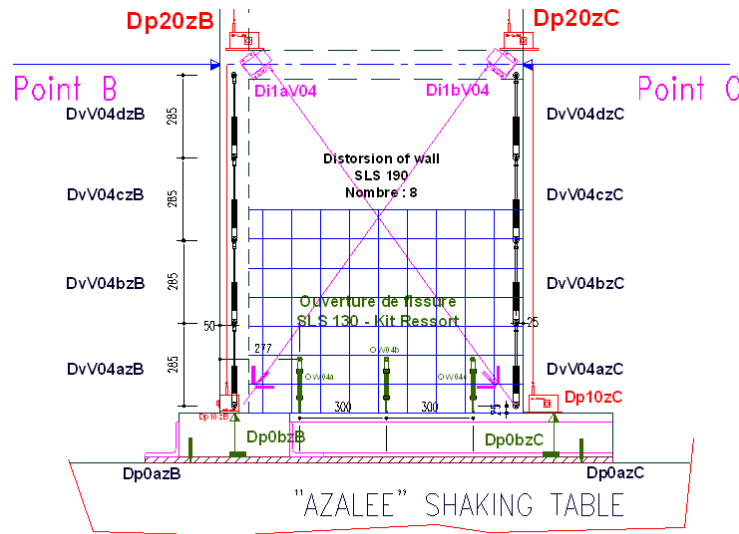 Dp20zB
Dp20zC
Point B
Di1aV04
Di1bV04
Point C
DvV04dzB
285
DvV04dzC
Distorsion of wall
SLS 190
Nombre : 8
DvV04czB
285
DvV04czC
DvV04bzB
285
DvV04bzC
Ouverture de fissure
SLS 130 - Kit Ressort
50
25
277
OvV04b
DvV04azB
285
OvV04a
DvV04azC
300
300
25
Dp10zC
Dp10zB
Dp0bzB
Dp0bzC
Dp0azB
Dp0azC
"AZALEE" SHAKING TABLE